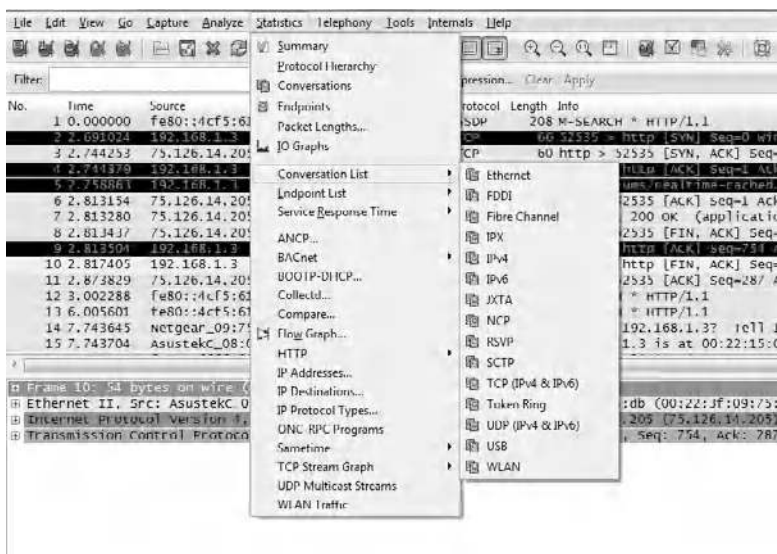 File Edit View Go Capture Analyze Statistics Telephony Tools Internals Help
Filter: pression... Clear Apply
No. Time Source rotocol Length Info
1 0.000000 fe80::4cf5:61 SSDP 208 M-SEARCH * HTTP/1.1
2 2.691024 192.168.1.3 TCP 66 52535 > http [SYN] Seq=0 Win
3 2.744253 75.126.14.205 TCP 60 http > 52535 [SYN, ACK] Seq=
4 2.744379 192.168.1.3 http [ACK] Seq=1 Ack
5 2.758863 192.168.1.3 ums/realtime-cached
6 2.813154 75.126.14.205 2535 [ACK] Seq=1 Ack
7 2.813280 75.126.14.205 200 OK (applicatio
8 2.813437 75.126.14.205 2535 [FIN, ACK] Seq=
9 2.813504 192.168.1.3 http [ACK] Seq=754
10 2.817405 192.168.1.3 http [FIN, ACK] Seq=
11 2.873829 75.126.14.205 2535 [ACK] Seq=287 A
12 3.002288 fe80::4cf5:61 * HTTP/1.1
13 6.005601 fe80::4cf5:61 * HTTP/1.1
14 7.743645 Netgear_09:75 192.168.1.3? Tell 1
15 7.743704 AsustekC_08:0 1.3 is at 00:22:15:0
Frame 10: 54 bytes on wire (
Ethernet II, Src: AsustekC_0 :db (00:22:3f:09:75:
Internet Protocol Version 4, .205 (75.126.14.205)
Transmission Control Protoco , Seq: 754, Ack: 287
Summary
Protocol Hierarchy
Conversations
Endpoints
Packet Lengths...
IO Graphs
Conversation List
Endpoint List
Service Response Time
ANCP...
BACnet
BOOTP-DHCP...
Collectd...
Compare...
Flow Graph...
HTTP
IP Addresses...
IP Destinations...
IP Protocol Types...
ONC-RPC Programs
Sametime
TCP Stream Graph
UDP Multicast Streams
WLAN Traffic
Ethernet
FDDI
Fibre Channel
IPX
IPv4
IPv6
JXTA
NCP
RSVP
SCTP
TCP (IPv4 & IPv6)
Token Ring
UDP (IPv4 & IPv6)
USB
WLAN